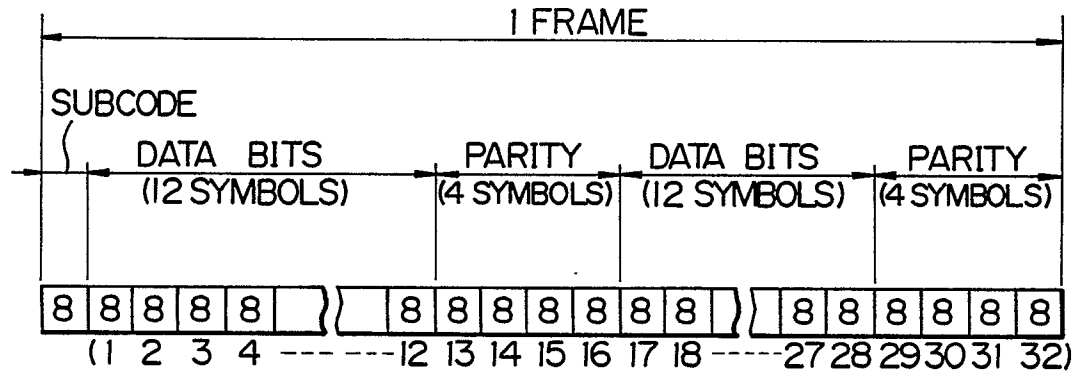 1 FRAME
SUBCODE
DATA BITS PARITY DATA BITS PARITY
(12 SYMBOLS) (4 SYMBOLS) (12 SYMBOLS) (4 SYMBOLS)
8 8 8 8 8 8 8 8 8 8 8 8 8 8 8 8 8 8
(1 2 3 4 ---- ---12 13 14 15 16 17 18 -----27 28 29 30 31 32)